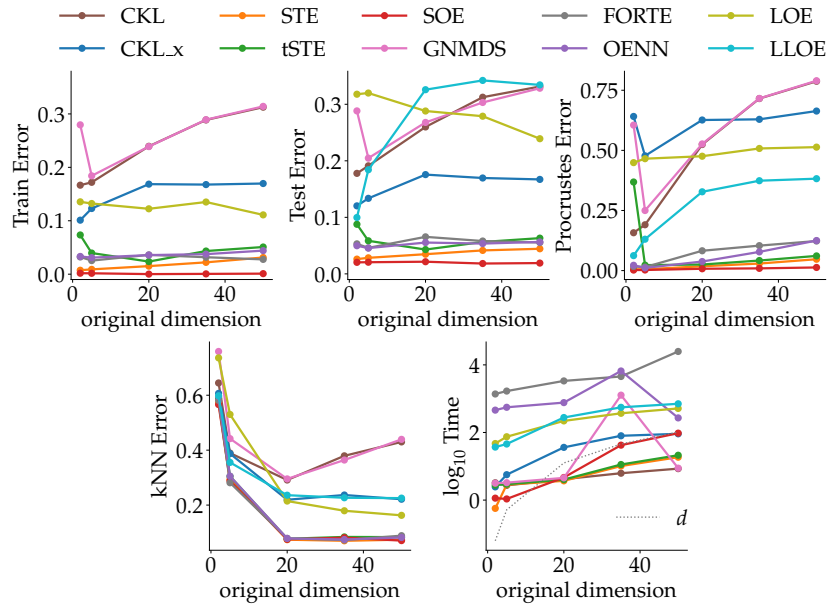 CKL STE SOE FORTE LOE
CKL_x tSTE GNMDS OENN LLOE
Train Error
0.3
0.2
0.1
0.0
0 20 40
original dimension
Test Error
0.3
0.2
0.1
0.0
0 20 40
original dimension
Procrustes Error
0.75
0.50
0.25
0.00
0 20 40
original dimension
kNN Error
0.6
0.4
0.2
0 20 40
original dimension
log₁₀ Time
4
2
0
d
0 20 40
original dimension